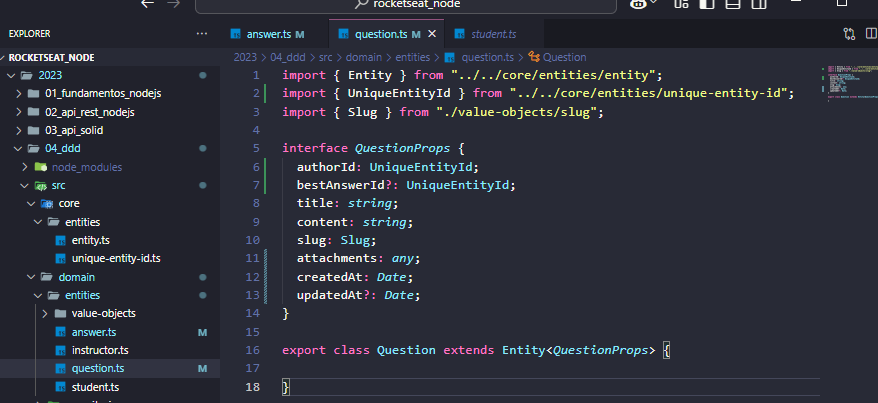 rocketseat_node
EXPLORER
ROCKETSEAT_NODE
2023
01_fundamentos_nodejs
02_api_rest_nodejs
03_api_solid
04_ddd
node_modules
src
core
entities
entity.ts
unique-entity-id.ts
domain
entities
value-objects
answer.ts M
instructor.ts
question.ts M
student.ts
answer.ts M question.ts M student.ts
2023 > 04_ddd > src > domain > entities > question.ts > Question
1 import { Entity } from "../../core/entities/entity";
2 import { UniqueEntityId } from "../../core/entities/unique-entity-id";
3 import { Slug } from "./value-objects/slug";
4
5 interface QuestionProps {
6 authorId: UniqueEntityId;
7 bestAnswerId?: UniqueEntityId;
8 title: string;
9 content: string;
10 slug: Slug;
11 attachments: any;
12 createdAt: Date;
13 updatedAt?: Date;
14 }
15
16 export class Question extends Entity<QuestionProps> {
17
18 }